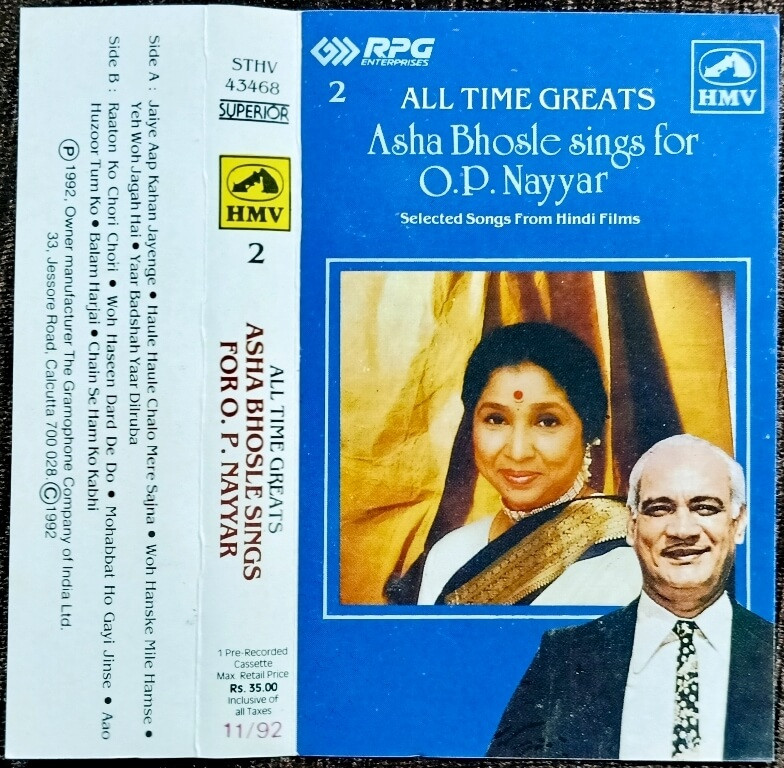 Side A : Jaiye Aap Kahan Jayenge • Haule Haule Chalo Mere Sajna • Woh Hanske Mile Hamse •
Yeh Woh Jagah Hai • Yaar Badshah Yaar Dilruba
Side B : Raaton Ko Chori Chori • Woh Haseen Dard De Do • Mohabbat Ho Gayi Jinse • Aao
Huzoor Tum Ko • Balam Harjai • Chain Se Ham Ko Kabhi
Ⓟ 1992, Owner manufacturer The Gramophone Company of India Ltd.
33, Jessore Road, Calcutta 700 028. Ⓒ 1992
STHV
43468
SUPERIOR
HMV
2
ALL TIME GREATS
ASHA BHOSLE SINGS
FOR O. P. NAYYAR
1 Pre-Recorded
Cassette
Max. Retail Price
Rs. 35.00
Inclusive of
all Taxes
11/92
RPG
ENTERPRISES
HMV
2
ALL TIME GREATS
Asha Bhosle sings for
O.P. Nayyar
Selected Songs From Hindi Films